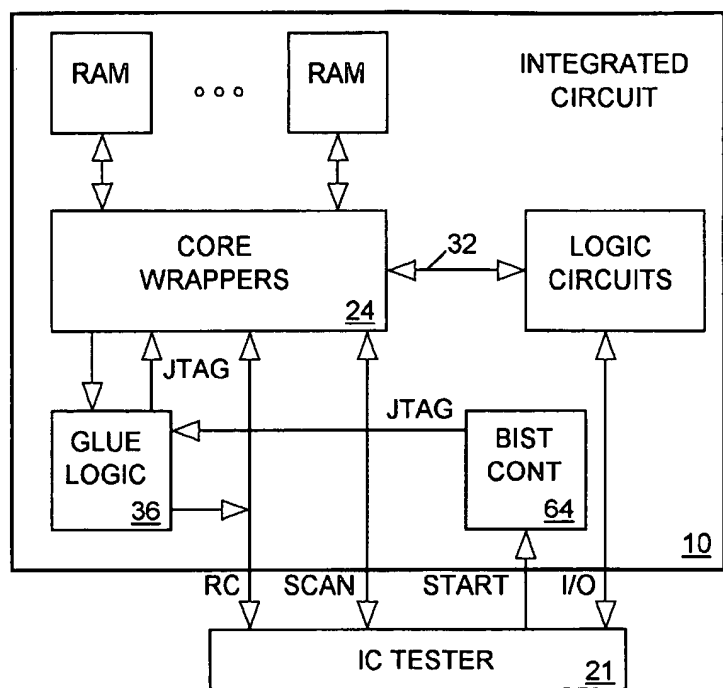 RAM
RAM
INTEGRATED
CIRCUIT
CORE
WRAPPERS
24
32
LOGIC
CIRCUITS
JTAG
JTAG
GLUE
LOGIC
36
BIST
CONT
64
10
RC
SCAN
START
I/O
IC TESTER
21